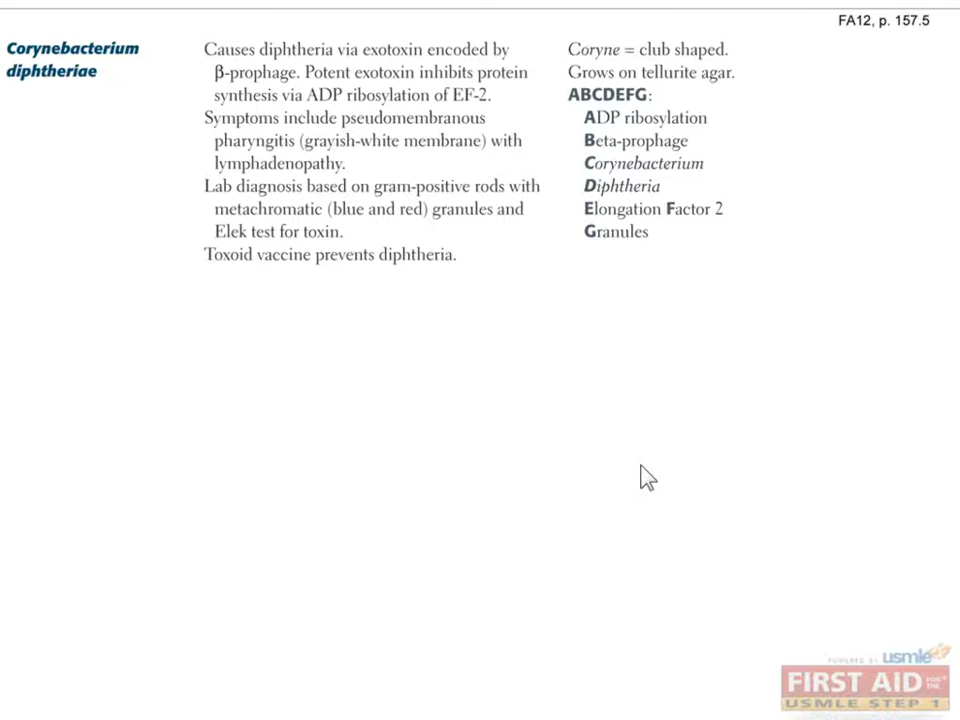 FA12, p. 157.5
Corynebacterium
diphtheriae
Causes diphtheria via exotoxin encoded by
β-prophage. Potent exotoxin inhibits protein
synthesis via ADP ribosylation of EF-2.
Symptoms include pseudomembranous
pharyngitis (grayish-white membrane) with
lymphadenopathy.
Lab diagnosis based on gram-positive rods with
metachromatic (blue and red) granules and
Elek test for toxin.
Toxoid vaccine prevents diphtheria.
Coryne = club shaped.
Grows on tellurite agar.
ABCDEFG:
ADP ribosylation
Beta-prophage
Corynebacterium
Diphtheria
Elongation Factor 2
Granules
POWERED BY usmle
FIRST AID FOR THE
USMLE STEP 1